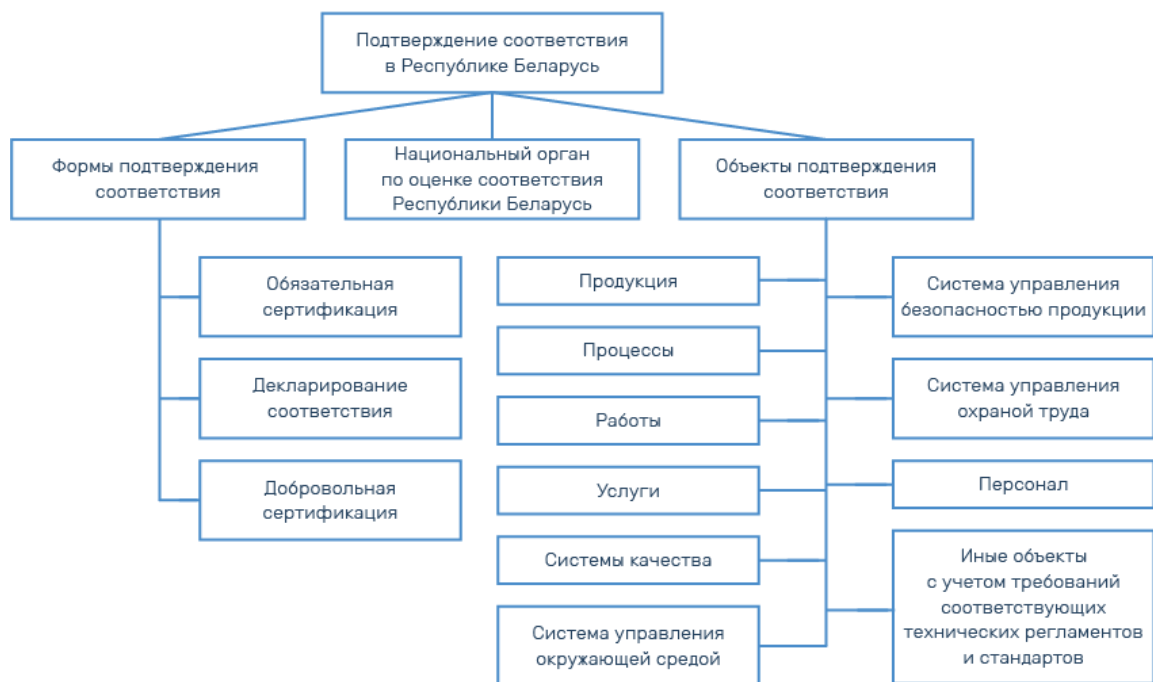 Подтверждение соответствия
в Республике Беларусь
Формы подтверждения
соответствия
Национальный орган
по оценке соответствия
Республики Беларусь
Объекты подтверждения
соответствия
Обязательная
сертификация
Декларирование
соответствия
Добровольная
сертификация
Продукция
Процессы
Работы
Услуги
Системы качества
Система управления
окружающей средой
Система управления
безопасностью продукции
Система управления
охраной труда
Персонал
Иные объекты
с учетом требований
соответствующих
технических регламентов
и стандартов